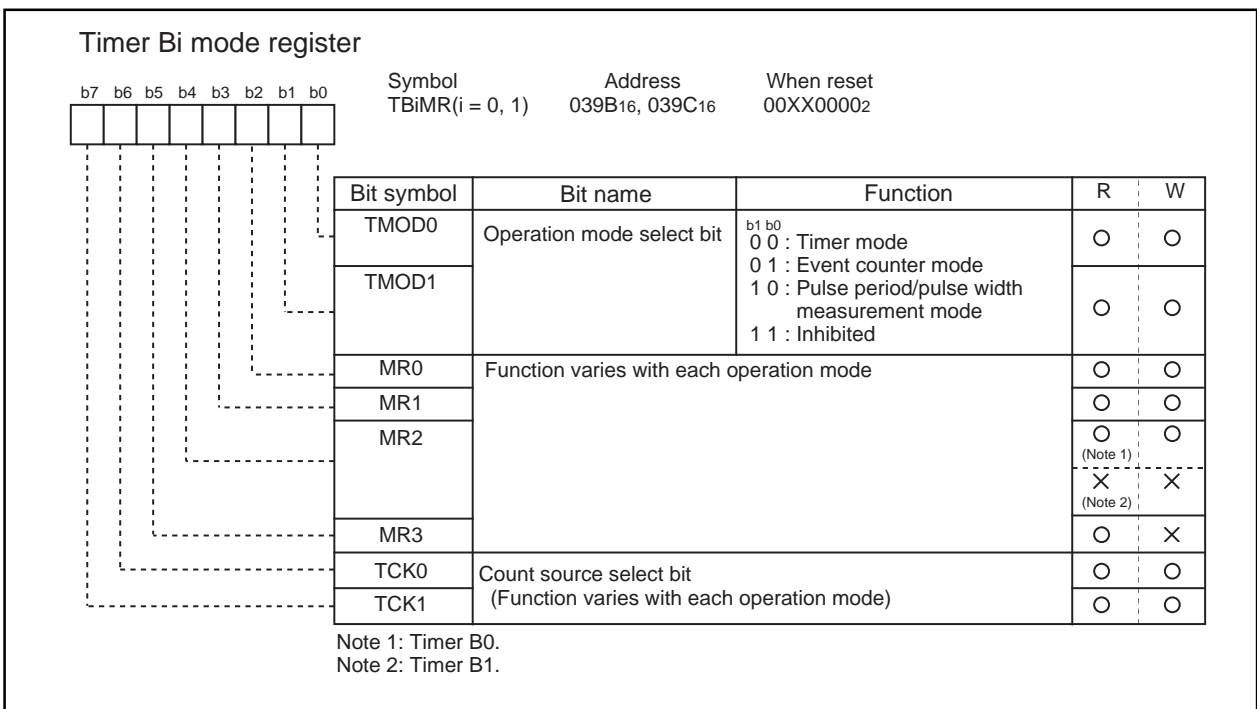 Timer Bi mode register
Symbol Address When reset
b7 b6 b5 b4 b3 b2 b1 b0
TBiMR(i = 0, 1) 039B16, 039C16 00XX00002
Bit symbol Bit name Function R W
TMOD0 Operation mode select bit b1 b0
0 0 : Timer mode
0 1 : Event counter mode
TMOD1
1 0 : Pulse period/pulse width
measurement mode
1 1 : Inhibited
MR0 Function varies with each operation mode
MR1
MR2
(Note 1)
(Note 2)
MR3
TCK0 Count source select bit
TCK1 (Function varies with each operation mode)
Note 1: Timer B0.
Note 2: Timer B1.